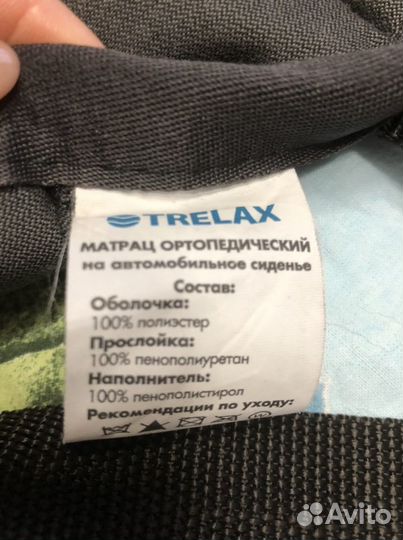 TRELAX
МАТРАЦ ОРТОПЕДИЧЕСКИЙ
на автомобильное сиденье
Состав:
Оболочка:
100% полиэстер
Прослойка:
100% пенополиуретан
Наполнитель:
100% пенополистирол
Рекомендации по уходу:
Avito